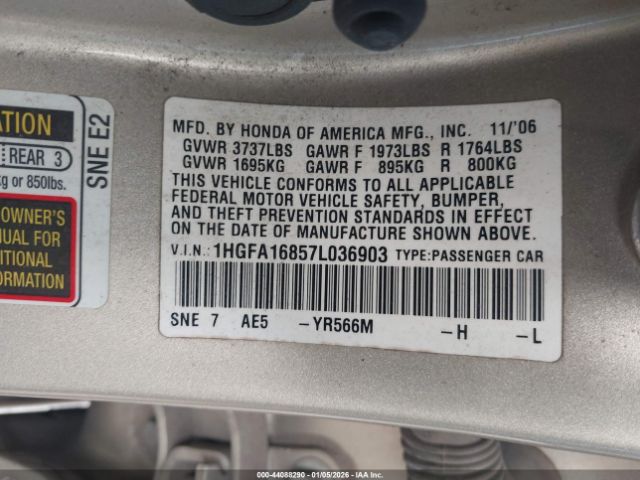 ATION
REAR 3
kg or 850lbs.
OWNER'S
NUAL FOR
ITIONAL
ORMATION
SNE E2
MFD. BY HONDA OF AMERICA MFG., INC. 11/'06
GVWR 3737LBS GAWR F 1973LBS R 1764LBS
GVWR 1695KG GAWR F 895KG R 800KG
THIS VEHICLE CONFORMS TO ALL APPLICABLE
FEDERAL MOTOR VEHICLE SAFETY, BUMPER,
AND THEFT PREVENTION STANDARDS IN EFFECT
ON THE DATE OF MANUFACTURE SHOWN ABOVE.
V.I.N.: 1HGFA16857L036903 TYPE:PASSENGER CAR
SNE 7 AE5 -YR566M -H -L
000-44088290 - 01/05/2026 - IAA Inc.